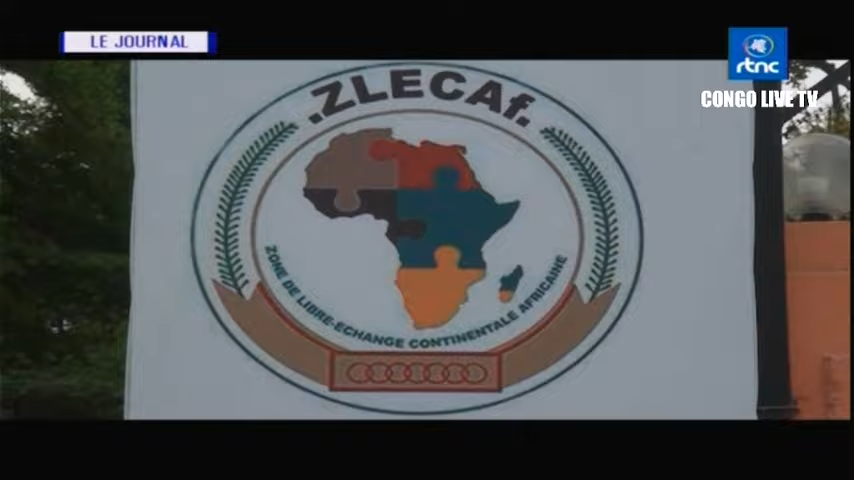 LE JOURNAL
rtnc
CONGO LIVE TV
.ZLECAf.
ZONE DE LIBRE-ECHANGE CONTINENTALE AFRICAINE